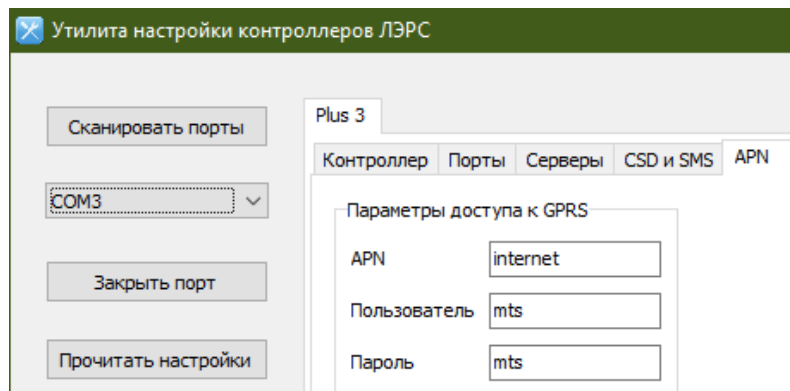 Утилита настройки контроллеров ЛЭРС
Сканировать порты
COM3
Закрыть порт
Прочитать настройки
Plus 3
Контроллер Порты Серверы CSD и SMS APN
Параметры доступа к GPRS
APN internet
Пользователь mts
Пароль mts